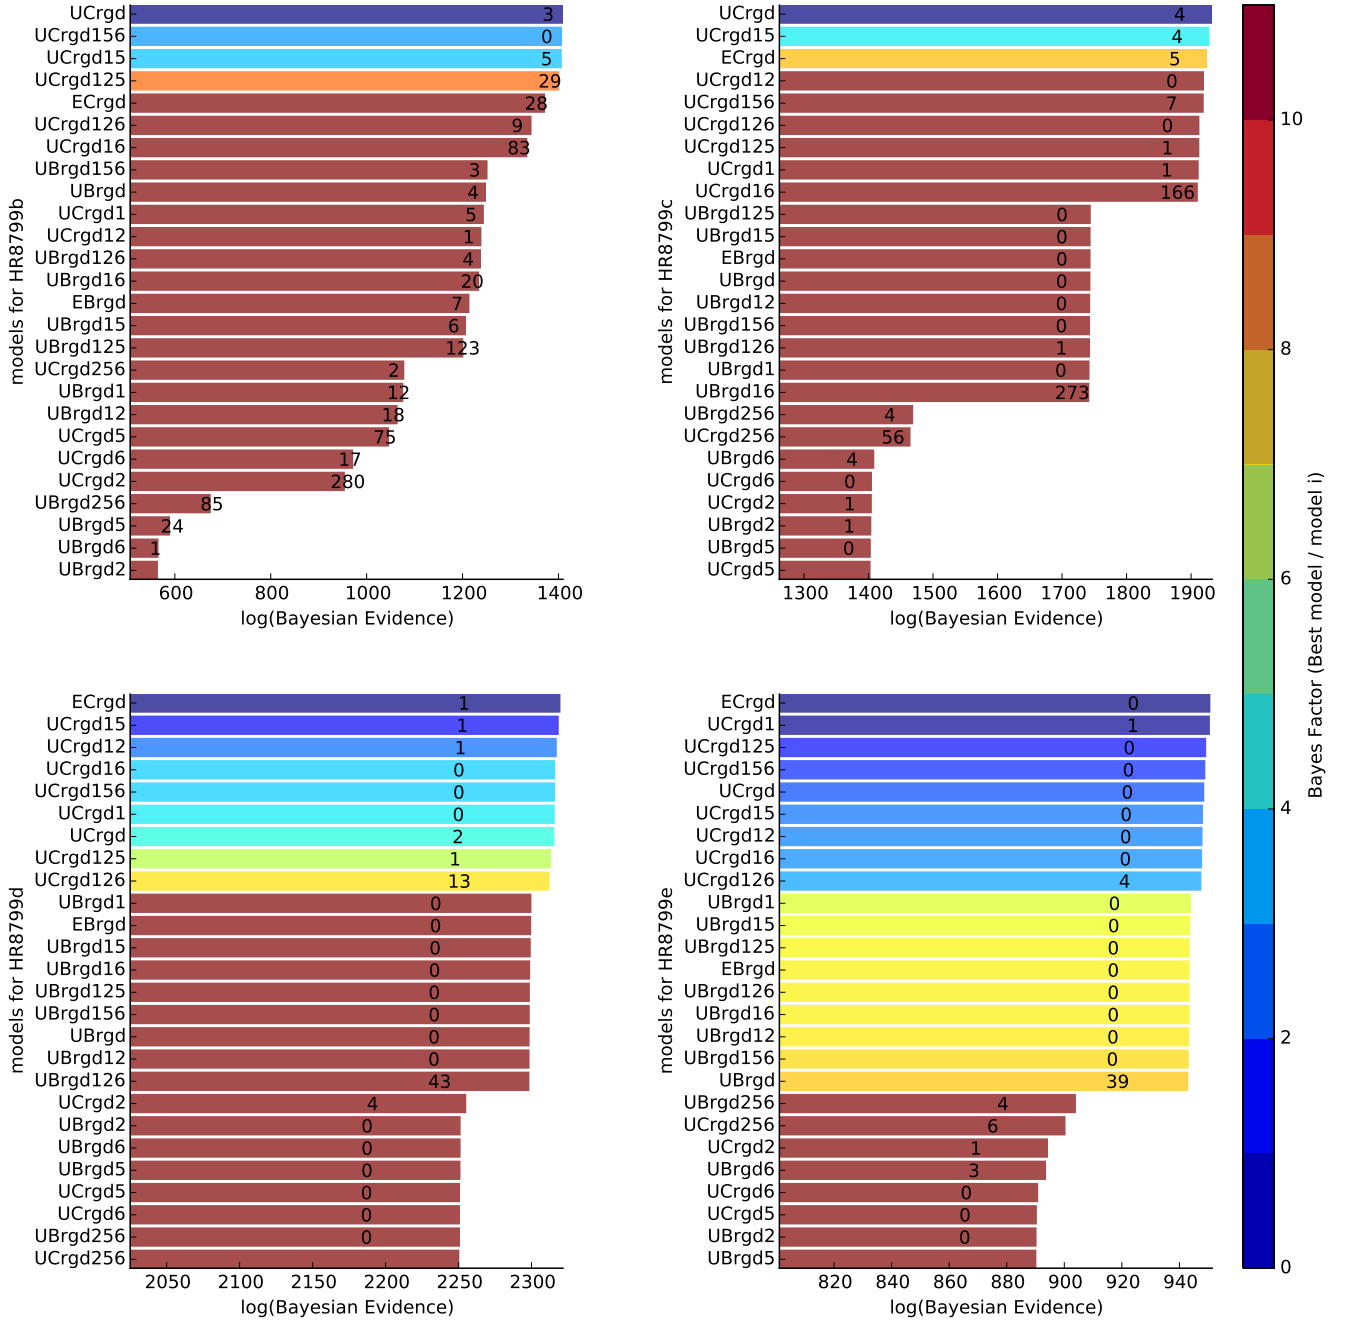 UCrgd 3
UCrgd156 0
UCrgd15 5
UCrgd125 29
ECrgd 28
UCrgd126 9
UCrgd16 83
UBrgd156 3
UBrgd 4
UCrgd1 5
UCrgd12 1
UBrgd126 4
UBrgd16 20
EBrgd 7
UBrgd15 6
UBrgd125 123
UCrgd256 2
UBrgd1 12
UBrgd12 18
UCrgd5 75
UCrgd6 17
UCrgd2 280
UBrgd256 85
UBrgd5 24
UBrgd6 1
UBrgd2
600 800 1000 1200 1400
log(Bayesian Evidence)
models for HR8799b
UCrgd 4
UCrgd15 4
ECrgd 5
UCrgd12 0
UCrgd156 7
UCrgd126 0
UCrgd125 1
UCrgd1 1
UCrgd16 166
UBrgd125 0
UBrgd15 0
EBrgd 0
UBrgd 0
UBrgd12 0
UBrgd156 0
UBrgd126 1
UBrgd1 0
UBrgd16 273
UBrgd256 4
UCrgd256 56
UBrgd6 4
UCrgd6 0
UCrgd2 1
UBrgd2 1
UBrgd5 0
UCrgd5
1300 1400 1500 1600 1700 1800 1900
log(Bayesian Evidence)
models for HR8799c
ECrgd 1
UCrgd15 1
UCrgd12 1
UCrgd16 0
UCrgd156 0
UCrgd1 0
UCrgd 2
UCrgd125 1
UCrgd126 13
UBrgd1 0
EBrgd 0
UBrgd15 0
UBrgd16 0
UBrgd125 0
UBrgd156 0
UBrgd 0
UBrgd12 0
UBrgd126 43
UCrgd2 4
UBrgd2 0
UBrgd6 0
UBrgd5 0
UCrgd5 0
UCrgd6 0
UBrgd256 0
UCrgd256
2050 2100 2150 2200 2250 2300
log(Bayesian Evidence)
models for HR8799d
ECrgd 0
UCrgd1 1
UCrgd125 0
UCrgd156 0
UCrgd 0
UCrgd15 0
UCrgd12 0
UCrgd16 0
UCrgd126 4
UBrgd1 0
UBrgd15 0
UBrgd125 0
EBrgd 0
UBrgd126 0
UBrgd16 0
UBrgd12 0
UBrgd156 0
UBrgd 39
UBrgd256 4
UCrgd256 6
UCrgd2 1
UBrgd6 3
UCrgd6 0
UCrgd5 0
UBrgd2 0
UBrgd5
820 840 860 880 900 920 940
log(Bayesian Evidence)
models for HR8799e
10
8
6
4
2
0
Bayes Factor (Best model / model i)